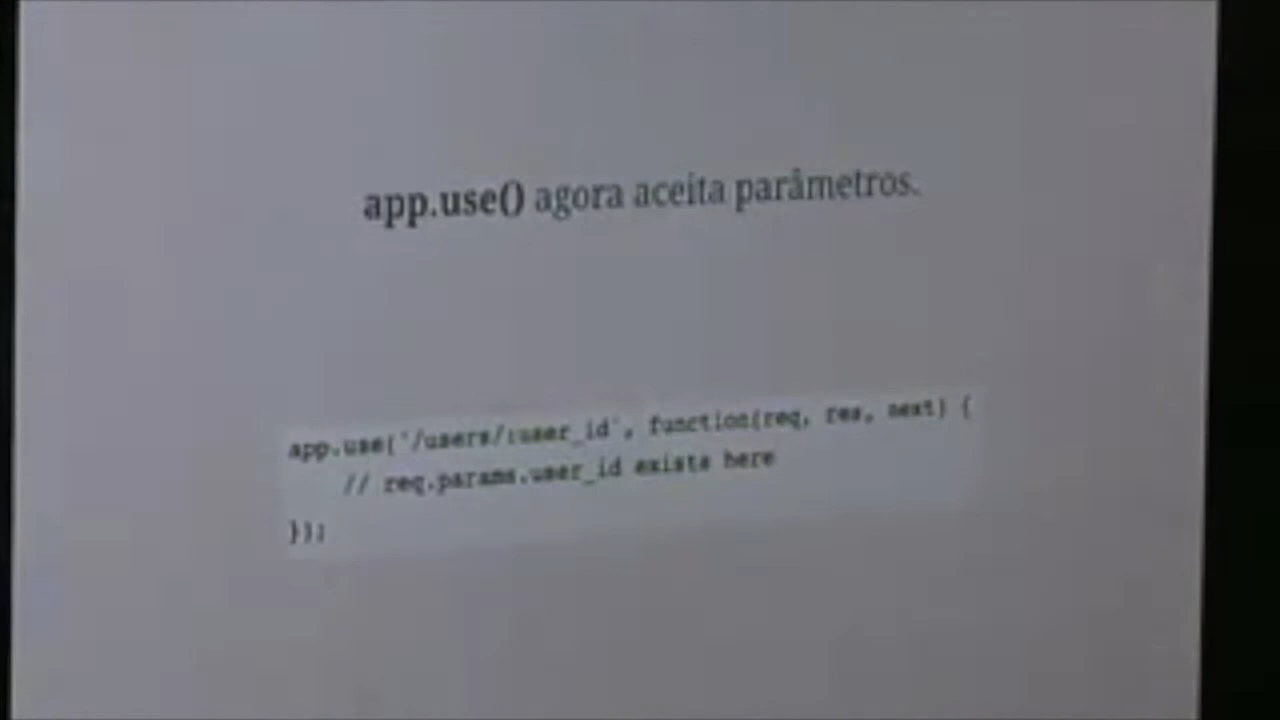 app.use() agora aceita parâmetros.
app.use('/users/:user_id', function(req, res, next) {
// req.params.user_id exists here
});